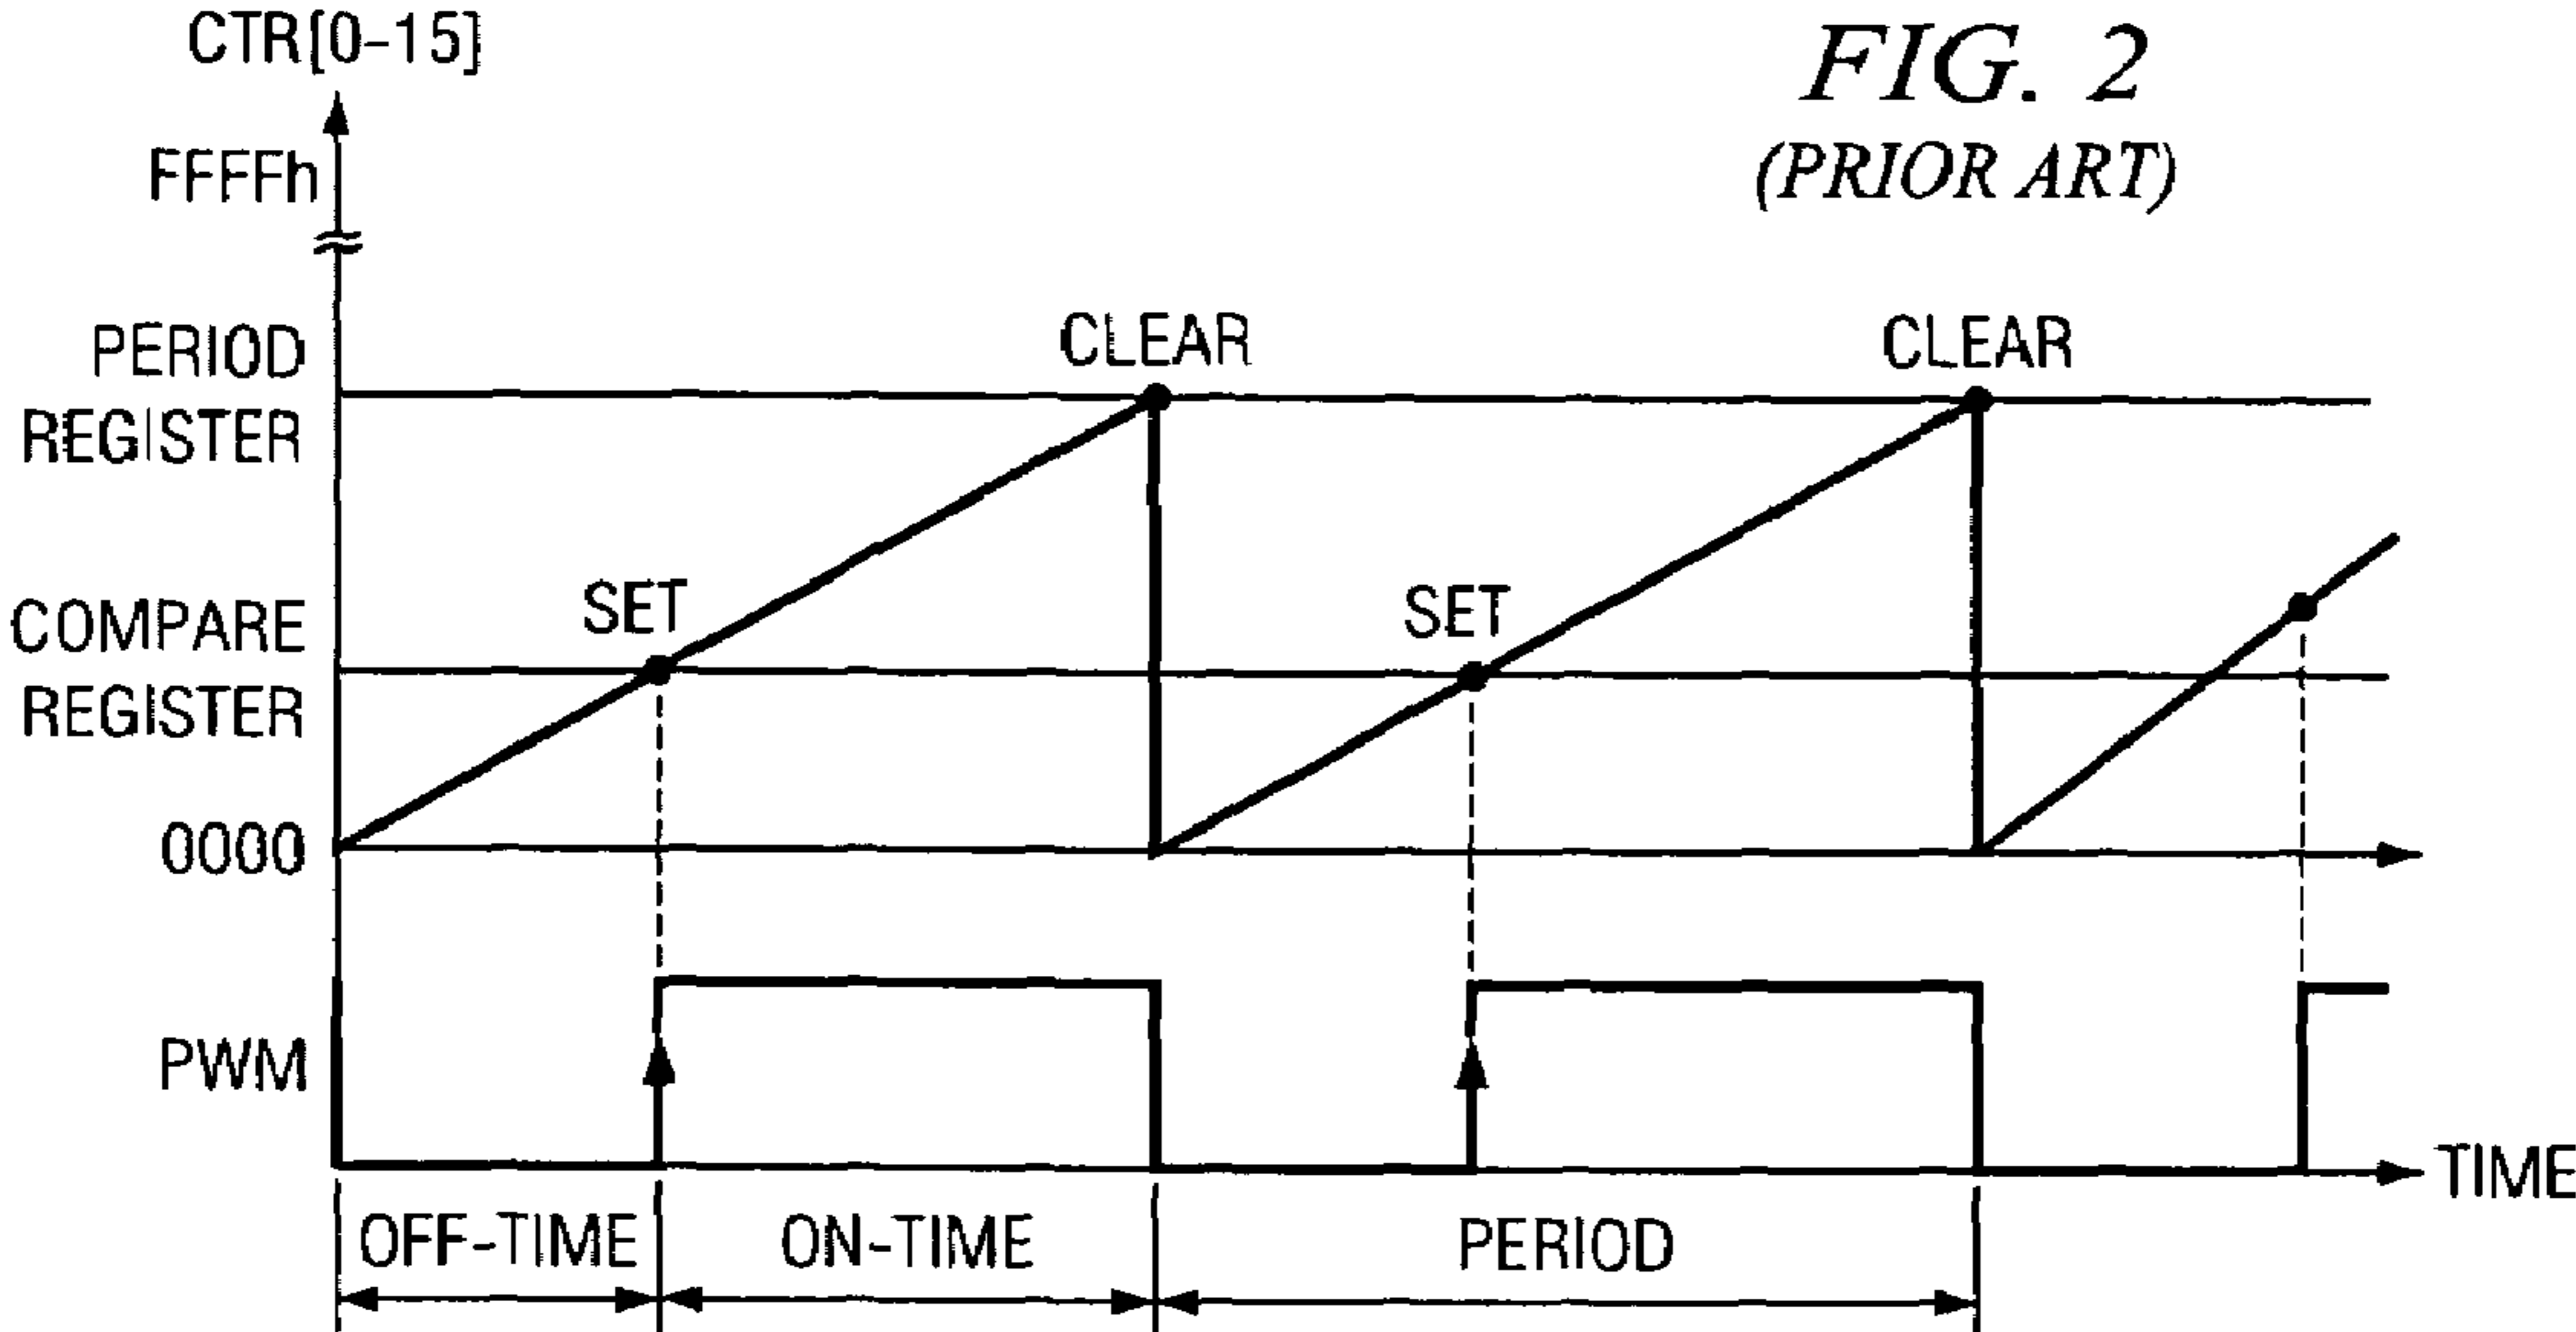 CTR[0-15]
FIG. 2
(PRIOR ART)
FFFFh
PERIOD
REGISTER
CLEAR
CLEAR
COMPARE
REGISTER
SET
SET
0000
PWM
TIME
OFF-TIME
ON-TIME
PERIOD